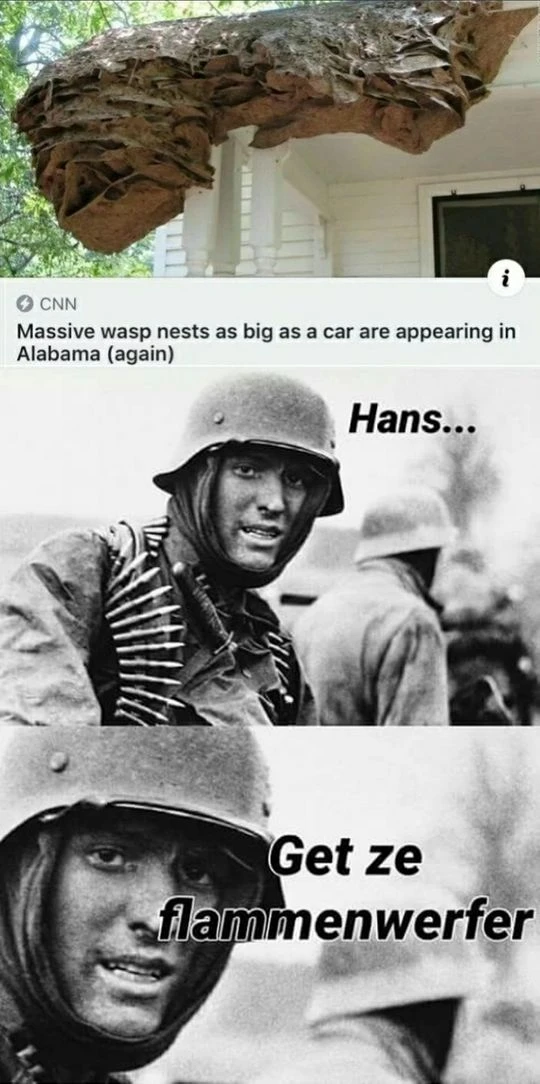 CNN
Massive wasp nests as big as a car are appearing in
Alabama (again)
Hans...
Get ze
flammenwerfer